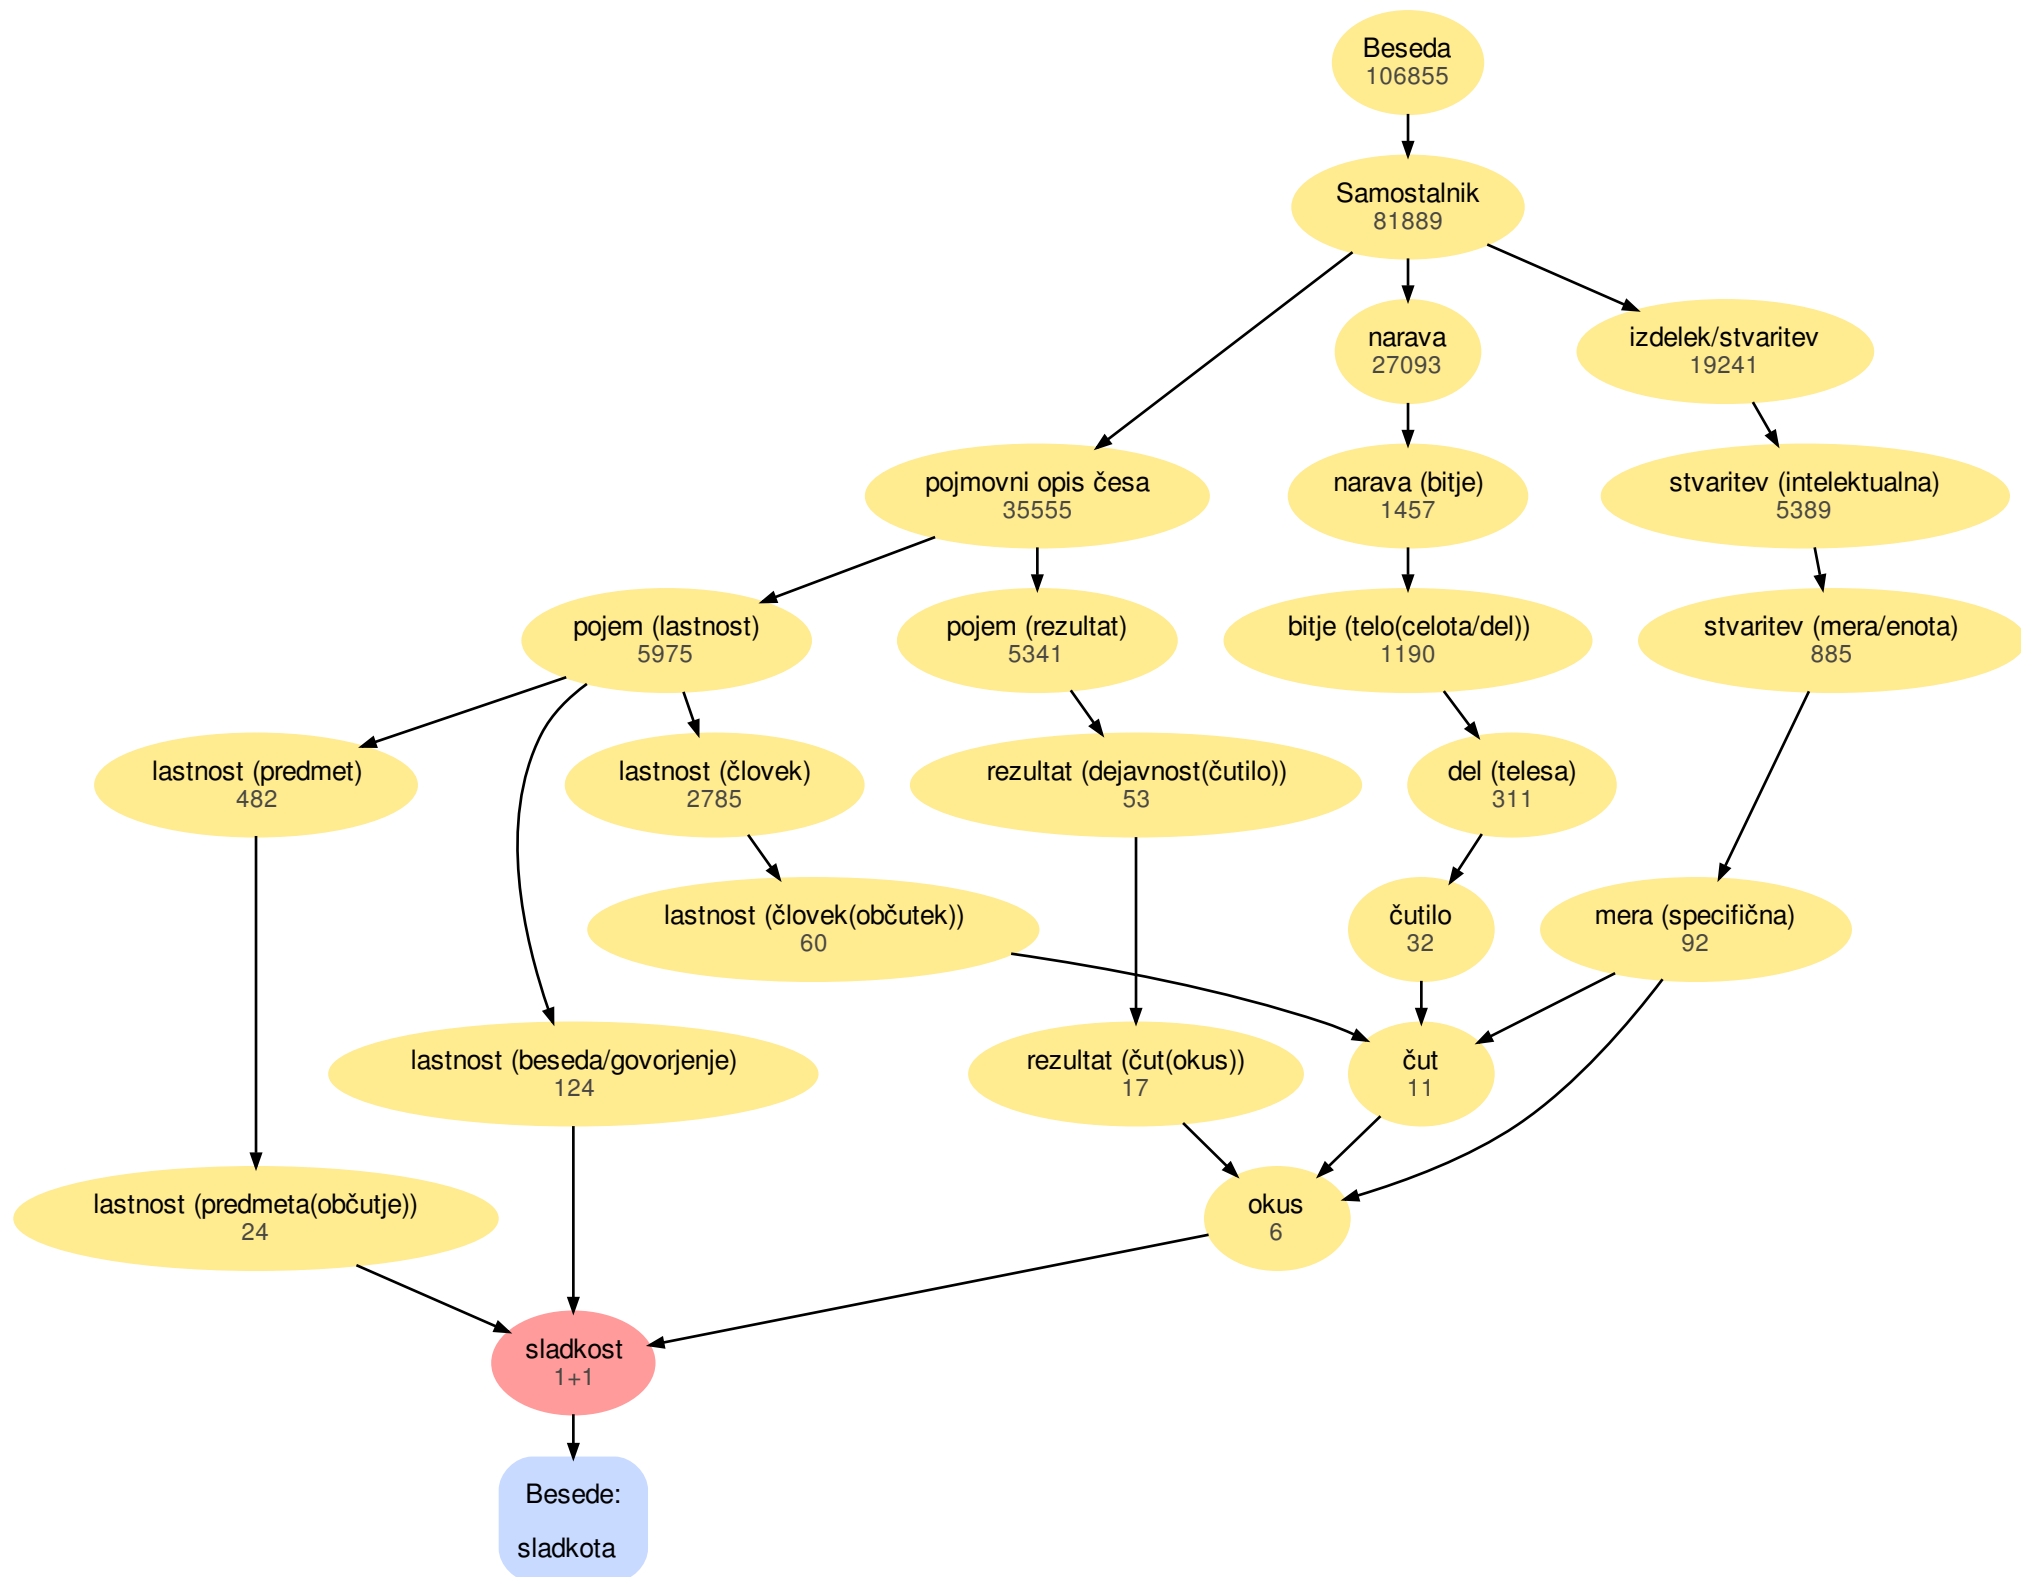 Beseda
106855
Samostalnik
81889
narava
27093
izdelek/stvaritev
19241
pojmovni opis česa
35555
narava (bitje)
1457
stvaritev (intelektualna)
5389
pojem (lastnost)
5975
pojem (rezultat)
5341
bitje (telo(celota/del))
1190
stvaritev (mera/enota)
885
lastnost (predmet)
482
lastnost (človek)
2785
rezultat (dejavnost(čutilo))
53
del (telesa)
311
lastnost (človek(občutek))
60
čutilo
32
mera (specifična)
92
lastnost (beseda/govorjenje)
124
rezultat (čut(okus))
17
čut
11
lastnost (predmeta(občutje))
24
okus
6
sladkost
1+1
Besede:
sladkota